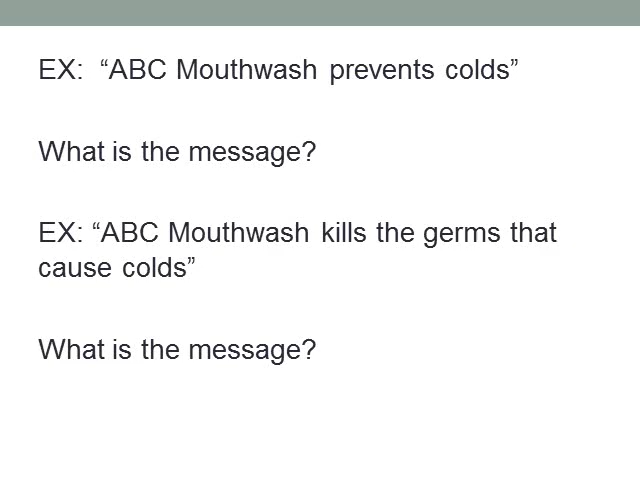 EX:  “ABC Mouthwash prevents colds”
What is the message?
EX: “ABC Mouthwash kills the germs that
cause colds”
What is the message?